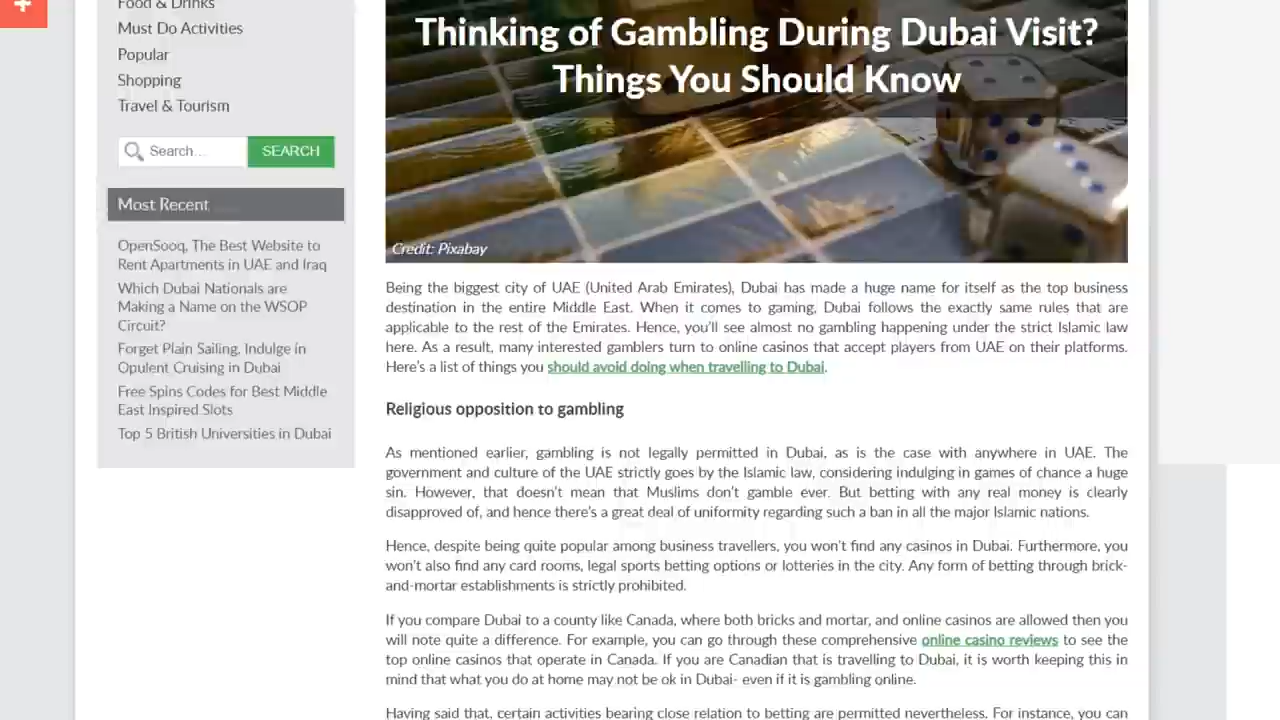 Food & Drinks
Must Do Activities
Popular
Shopping
Travel & Tourism
Search...
SEARCH
Most Recent
OpenSooq, The Best Website to
Rent Apartments in UAE and Iraq
Which Dubai Nationals are
Making a Name on the WSOP
Circuit?
Forget Plain Sailing, Indulge in
Opulent Cruising in Dubai
Free Spins Codes for Best Middle
East Inspired Slots
Top 5 British Universities in Dubai
Thinking of Gambling During Dubai Visit?
Things You Should Know
Credit: Pixabay
Being the biggest city of UAE (United Arab Emirates), Dubai has made a huge name for itself as the top business
destination in the entire Middle East. When it comes to gaming, Dubai follows the exactly same rules that are
applicable to the rest of the Emirates. Hence, you'll see almost no gambling happening under the strict Islamic law
here. As a result, many interested gamblers turn to online casinos that accept players from UAE on their platforms.
Here's a list of things you should avoid doing when travelling to Dubai.
Religious opposition to gambling
As mentioned earlier, gambling is not legally permitted in Dubai, as is the case with anywhere in UAE. The
government and culture of the UAE strictly goes by the Islamic law, considering indulging in games of chance a huge
sin. However, that doesn't mean that Muslims don't gamble ever. But betting with any real money is clearly
disapproved of, and hence there's a great deal of uniformity regarding such a ban in all the major Islamic nations.
Hence, despite being quite popular among business travellers, you won't find any casinos in Dubai. Furthermore, you
won't also find any card rooms, legal sports betting options or lotteries in the city. Any form of betting through brick-
and-mortar establishments is strictly prohibited.
If you compare Dubai to a county like Canada, where both bricks and mortar, and online casinos are allowed then you
will note quite a difference. For example, you can go through these comprehensive online casino reviews to see the
top online casinos that operate in Canada. If you are Canadian that is travelling to Dubai, it is worth keeping this in
mind that what you do at home may not be ok in Dubai- even if it is gambling online.
Having said that, certain activities bearing close relation to betting are permitted nevertheless. For instance, you can